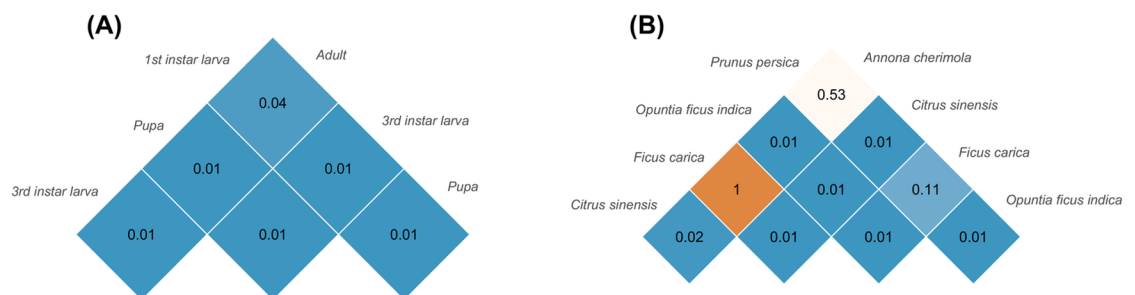 (A)
1st instar larva
Adult
0.04
Pupa
3rd instar larva
0.01
0.01
3rd instar larva
Pupa
0.01
0.01
0.01
(B)
Prunus persica
Annona cherimola
0.53
Opuntia ficus indica
Citrus sinensis
0.01
0.01
Ficus carica
Ficus carica
1
0.01
0.11
Citrus sinensis
Opuntia ficus indica
0.02
0.01
0.01
0.01